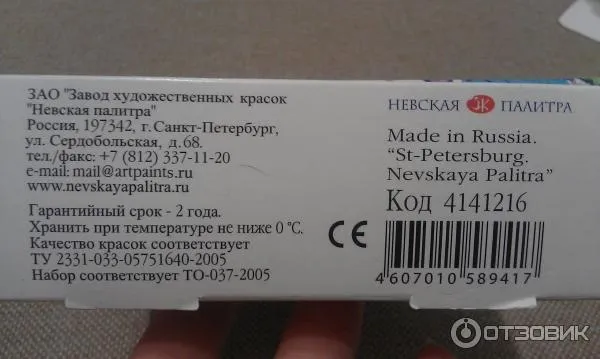 ЗАО "Завод художественных красок
"Невская палитра"
Россия, 197342, г. Санкт-Петербург,
ул. Сердобольская, д.68.
тел./факс: +7 (812) 337-11-20
e-mail: mail@artpaints.ru
www.nevskayapalitra.ru
Гарантийный срок - 2 года.
Хранить при температуре не ниже 0 °С.
Качество красок соответствует
ТУ 2331-033-05751640-2005
Набор соответствует ТО-037-2005
CE
НЕВСКАЯ ЗК ПАЛИТРА
Made in Russia.
"St-Petersburg.
Nevskaya Palitra"
Код 4141216
4 607010 589417
ОТЗОВИК